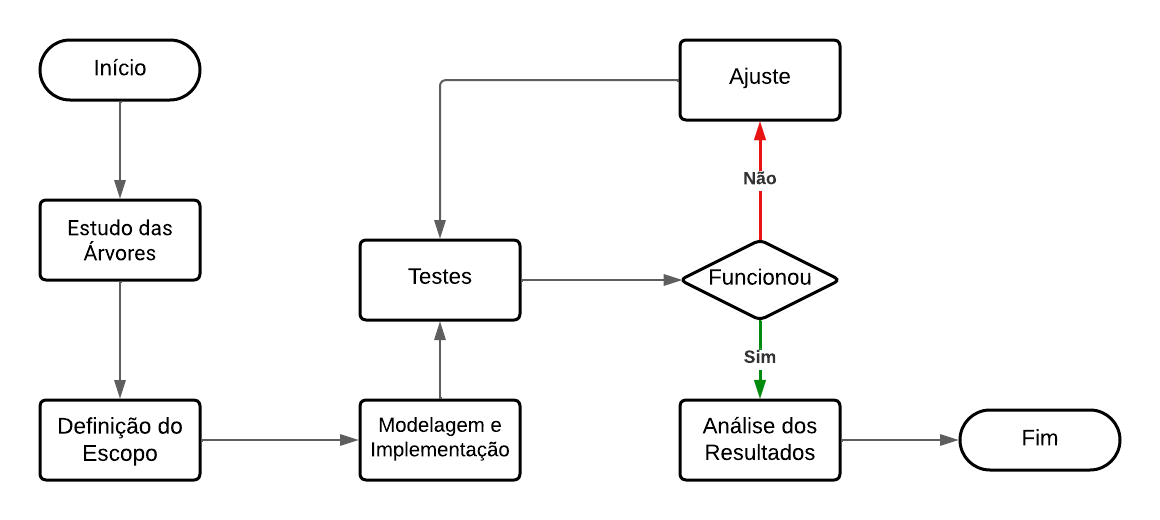 Início
Estudo das
Árvores
Definição do
Escopo
Modelagem e
Implementação
Testes
Funcionou
Não
Ajuste
Sim
Análise dos
Resultados
Fim